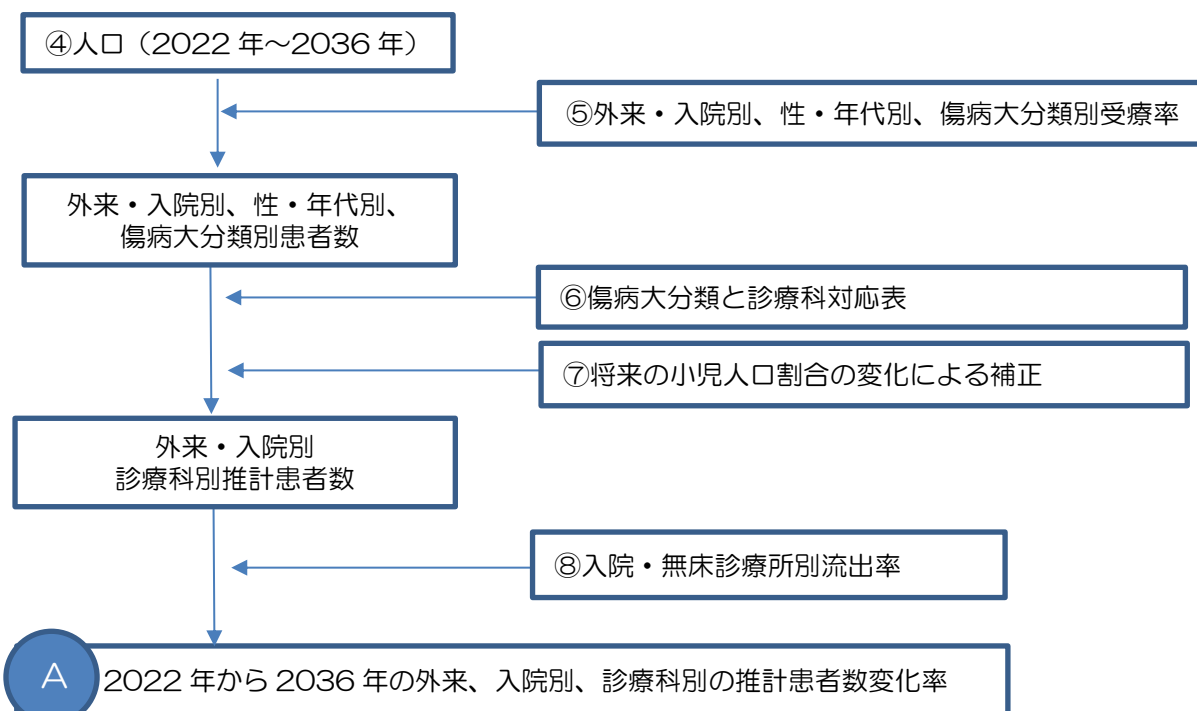 ④人口（2022 年～2036 年）
⑤外来・入院別、性・年代別、傷病大分類別受療率
外来・入院別、性・年代別、
傷病大分類別患者数
⑥傷病大分類と診療科対応表
⑦将来の小児人口割合の変化による補正
外来・入院別
診療科別推計患者数
⑧入院・無床診療所別流出率
A
2022 年から 2036 年の外来、入院別、診療科別の推計患者数変化率